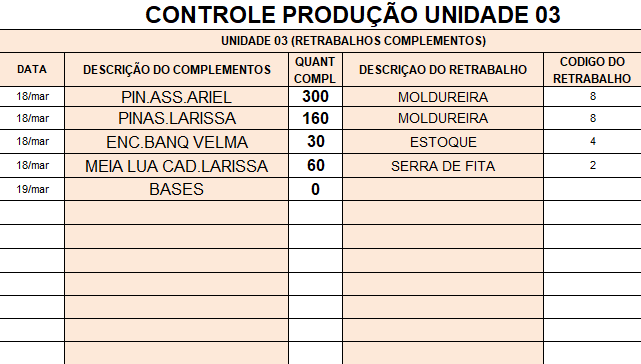 CONTROLE PRODUÇÃO UNIDADE 03
UNIDADE 03 (RETRABALHOS COMPLEMENTOS)
DATA DESCRIÇÃO DO COMPLEMENTOS QUANT COMPL DESCRIÇAO DO RETRABALHO CODIGO DO RETRABALHO
18/mar PIN.ASS.ARIEL 300 MOLDUREIRA 8
18/mar PINAS.LARISSA 160 MOLDUREIRA 8
18/mar ENC.BANQ VELMA 30 ESTOQUE 4
18/mar MEIA LUA CAD.LARISSA 60 SERRA DE FITA 2
19/mar BASES 0